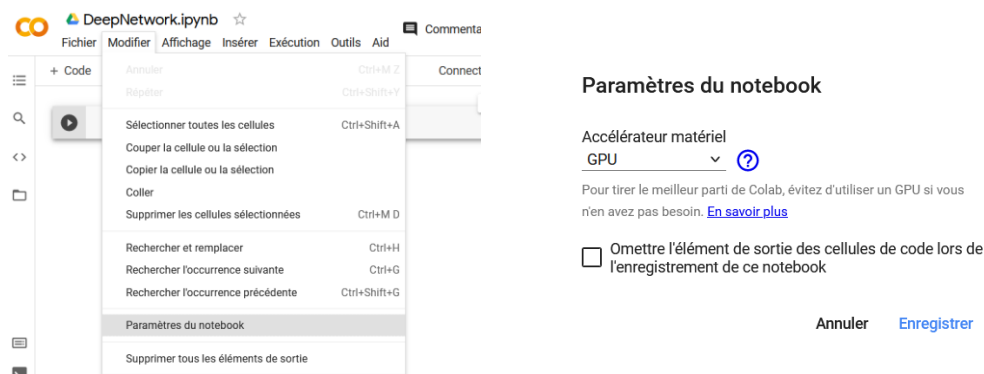 DeepNetwork.ipynb
Commenta
Fichier Modifier Affichage Insérer Exécution Outils Aid
+ Code
Connect
Annuler Ctrl+M Z
Répéter Ctrl+Shift+Y
Sélectionner toutes les cellules Ctrl+Shift+A
Couper la cellule ou la sélection
Copier la cellule ou la sélection
Coller
Supprimer les cellules sélectionnées Ctrl+M D
Rechercher et remplacer Ctrl+H
Rechercher l'occurrence suivante Ctrl+G
Rechercher l'occurrence précédente Ctrl+Shift+G
Paramètres du notebook
Supprimer tous les éléments de sortie
Paramètres du notebook
Accélérateur matériel
GPU
Pour tirer le meilleur parti de Colab, évitez d'utiliser un GPU si vous
n'en avez pas besoin. En savoir plus
Omettre l'élément de sortie des cellules de code lors de
l'enregistrement de ce notebook
Annuler Enregistrer